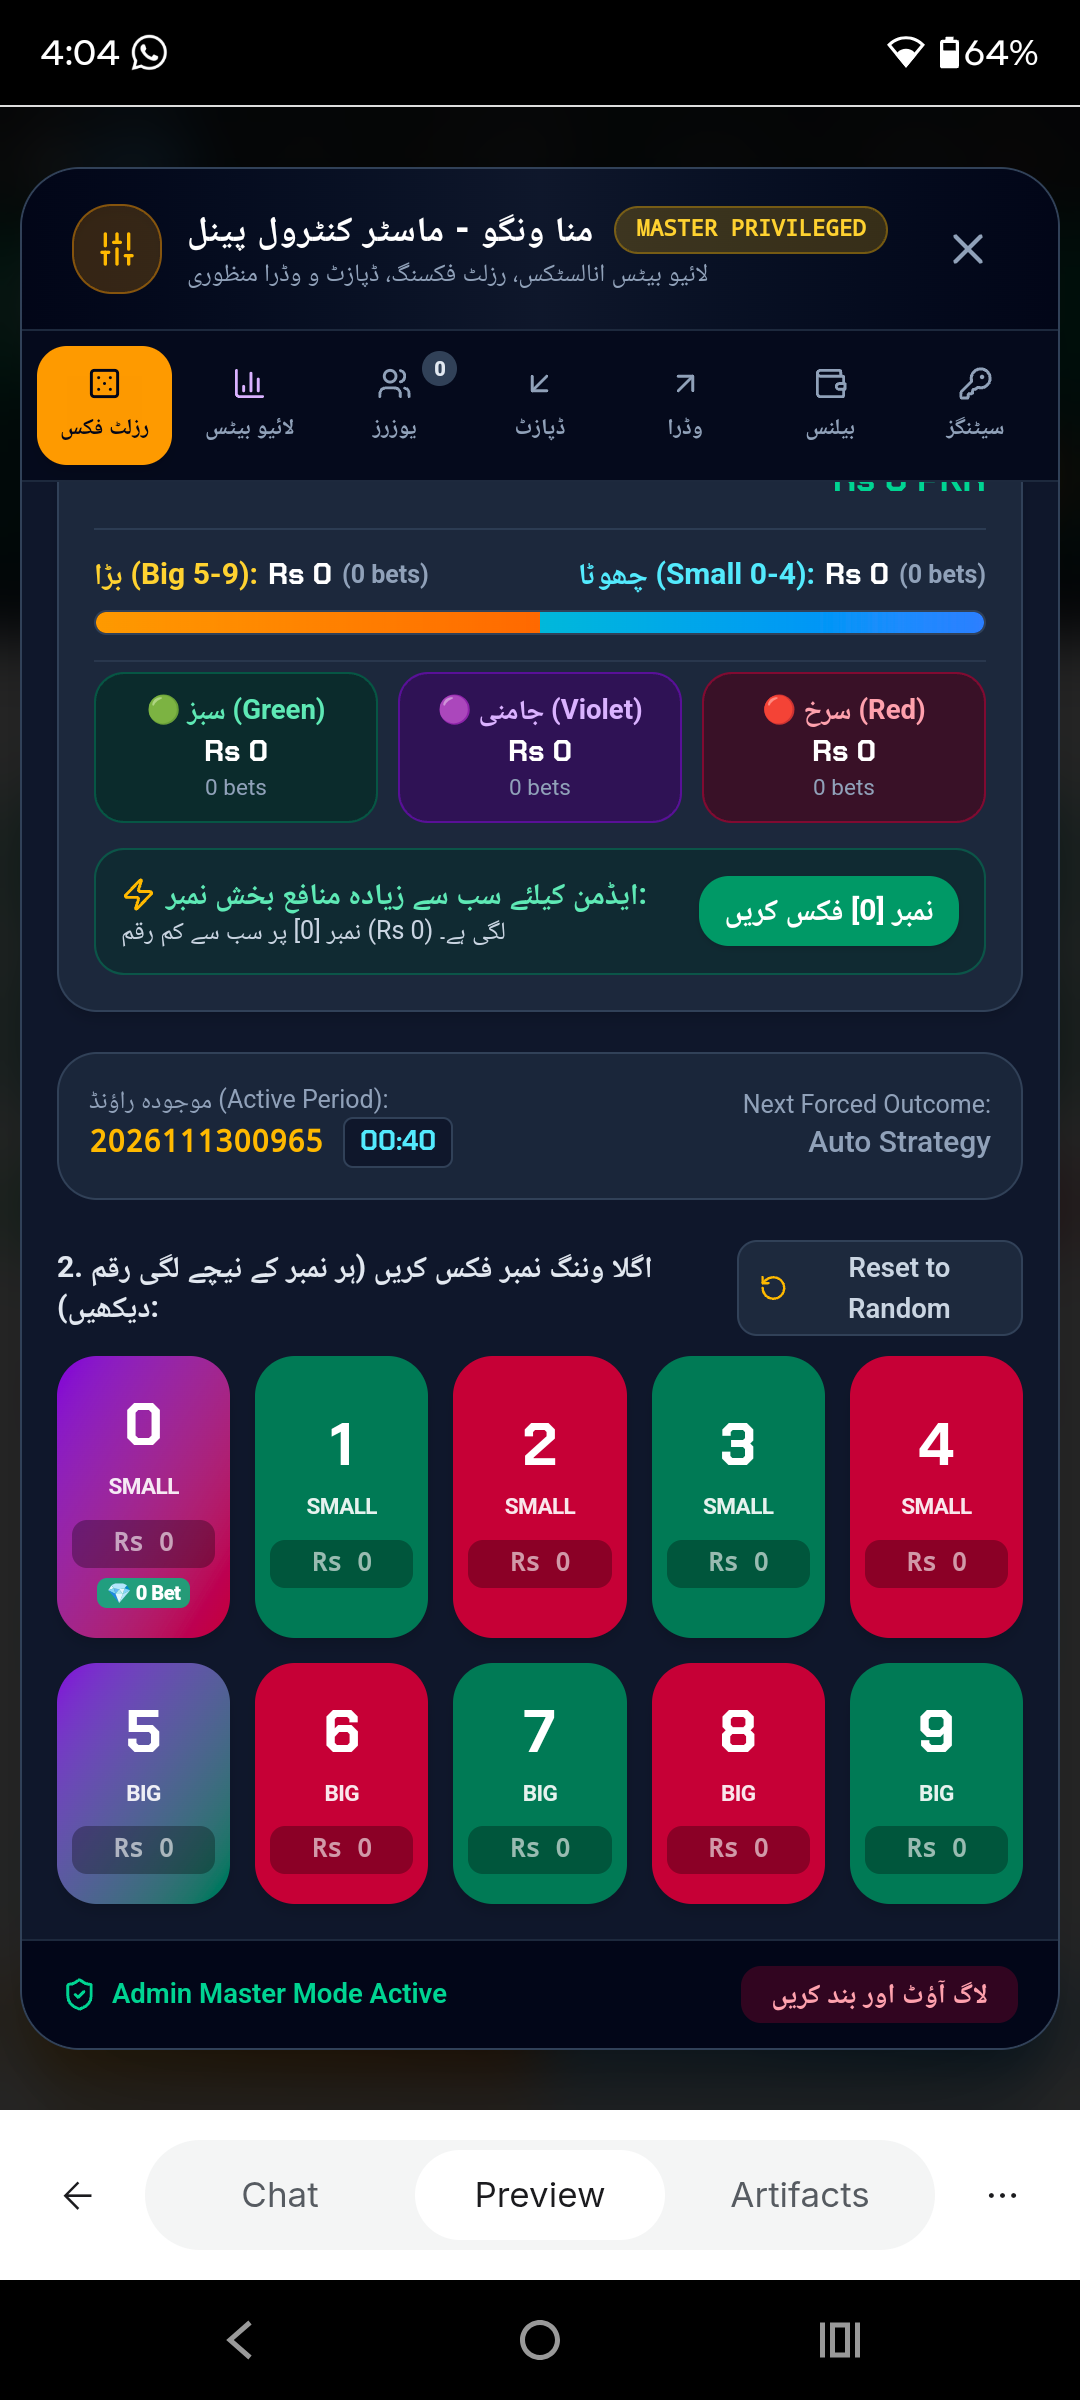 4:04
64%
منا ونگو - ماسٹر کنٹرول پینل MASTER PRIVILEGED
لائیو بیٹس انالسٹکس، رزلٹ فکسنگ، ڈپازٹ و وڈرا منظوری
0
رزلٹ فکس لائیو بیٹس یوزرز ڈپازٹ وڈرا بیلنس سیٹنگز
Rs 0 PKR
بڑا (Big 5-9): Rs 0 (0 bets) چھوٹا (Small 0-4): Rs 0 (0 bets)
🟢 سبز (Green) 🟣 جامنی (Violet) 🔴 سرخ (Red)
Rs 0 Rs 0 Rs 0
0 bets 0 bets 0 bets
ایڈمن کیلئے سب سے زیادہ منافع بخش نمبر:
نمبر [0] پر سب سے کم رقم (Rs 0) لگی ہے۔
نمبر [0] فکس کریں
موجودہ راؤنڈ (Active Period):
2026111300965 00:40
Next Forced Outcome:
Auto Strategy
2. اگلا وننگ نمبر فکس کریں (ہر نمبر کے نیچے لگی رقم
دیکھیں):
Reset to
Random
0 1 2 3 4
SMALL SMALL SMALL SMALL SMALL
Rs 0 Rs 0 Rs 0 Rs 0 Rs 0
💎 0 Bet
5 6 7 8 9
BIG BIG BIG BIG BIG
Rs 0 Rs 0 Rs 0 Rs 0 Rs 0
Admin Master Mode Active
لاگ آؤٹ اور بند کریں
Chat Preview Artifacts